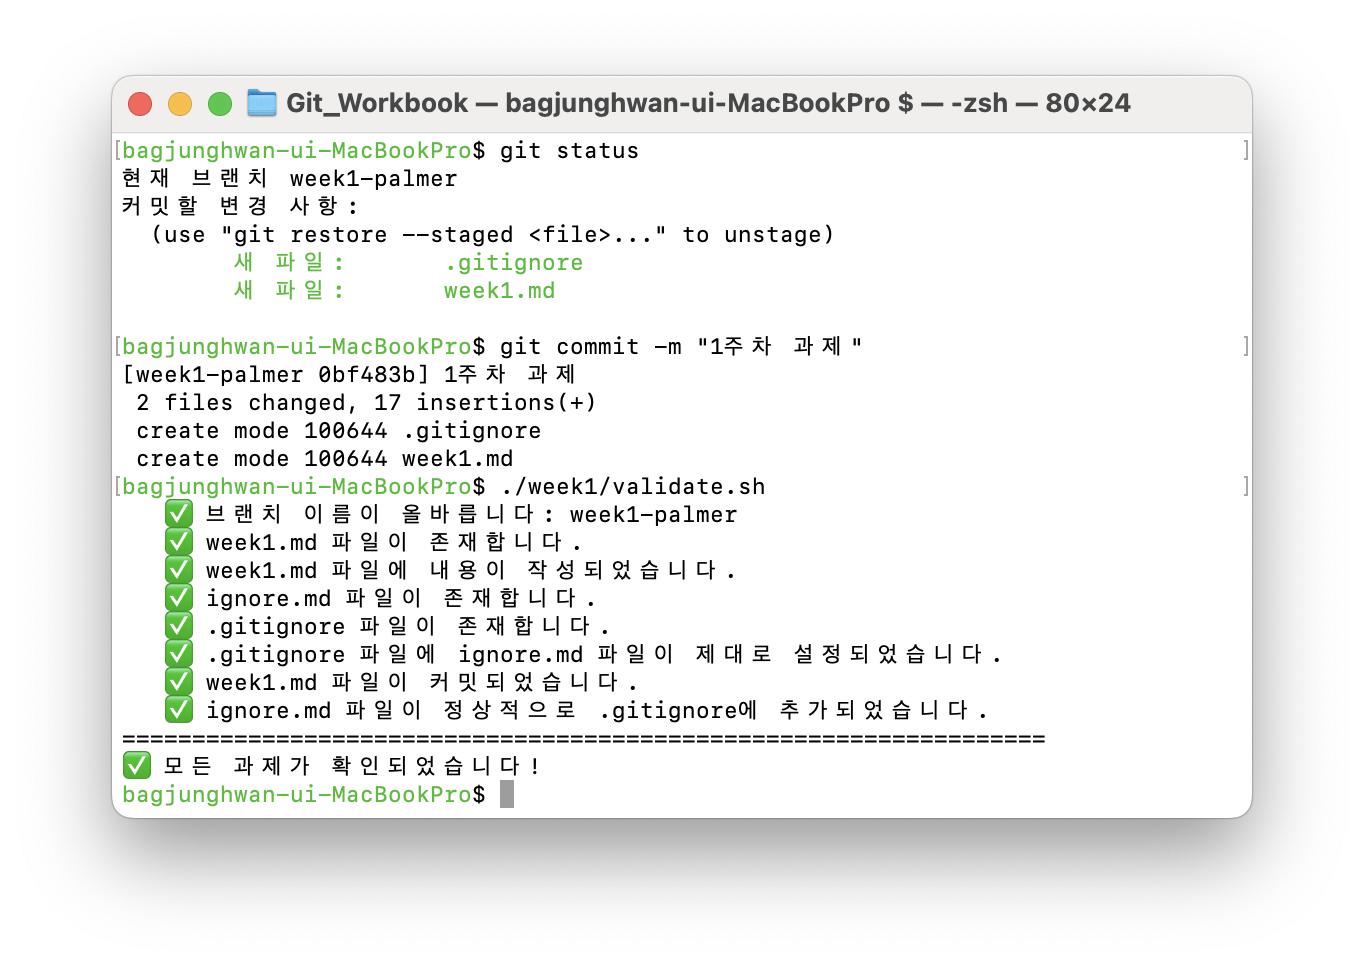 Git_Workbook — bagjunghwan-ui-MacBookPro $ — -zsh — 80×24
[bagjunghwan-ui-MacBookPro$ git status ]
현재 브랜치 week1-palmer
커밋할 변경 사항:
  (use "git restore --staged <file>..." to unstage)
        새 파일:       .gitignore
        새 파일:       week1.md

[bagjunghwan-ui-MacBookPro$ git commit -m "1주차 과제" ]
[week1-palmer 0bf483b] 1주차 과제
 2 files changed, 17 insertions(+)
 create mode 100644 .gitignore
 create mode 100644 week1.md
[bagjunghwan-ui-MacBookPro$ ./week1/validate.sh ]
   ✅ 브랜치 이름이 올바릅니다: week1-palmer
   ✅ week1.md 파일이 존재합니다.
   ✅ week1.md 파일에 내용이 작성되었습니다.
   ✅ ignore.md 파일이 존재합니다.
   ✅ .gitignore 파일이 존재합니다.
   ✅ .gitignore 파일에 ignore.md 파일이 제대로 설정되었습니다.
   ✅ week1.md 파일이 커밋되었습니다.
   ✅ ignore.md 파일이 정상적으로 .gitignore에 추가되었습니다.
==================================================================
✅ 모든 과제가 확인되었습니다!
bagjunghwan-ui-MacBookPro$